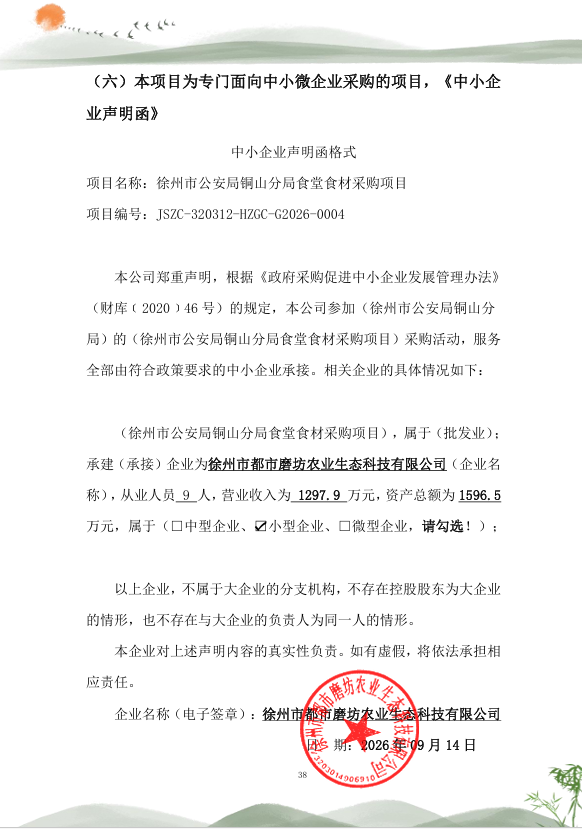 （六）本项目为专门面向中小微企业采购的项目，《中小企
业声明函》
中小企业声明函格式
项目名称：徐州市公安局铜山分局食堂食材采购项目
项目编号：JSZC-320312-HZGC-G2026-0004
本公司郑重声明，根据《政府采购促进中小企业发展管理办法》
（财库﹝2020﹞46号）的规定，本公司参加（徐州市公安局铜山分
局）的（徐州市公安局铜山分局食堂食材采购项目）采购活动，服务
全部由符合政策要求的中小企业承接。相关企业的具体情况如下：
（徐州市公安局铜山分局食堂食材采购项目），属于（批发业）；
承建（承接）企业为徐州市都市磨坊农业生态科技有限公司（企业名
称），从业人员 9 人，营业收入为 1297.9 万元，资产总额为 1596.5
万元，属于（□中型企业、☑小型企业、□微型企业，请勾选！）；
以上企业，不属于大企业的分支机构，不存在控股股东为大企业
的情形，也不存在与大企业的负责人为同一人的情形。
本企业对上述声明内容的真实性负责。如有虚假，将依法承担相
应责任。
企业名称（电子签章）：徐州市都市磨坊农业生态科技有限公司
日 期：2026 年 09 月 14 日
徐州市都市磨坊农业生态科技有限公司
3203014906910
38